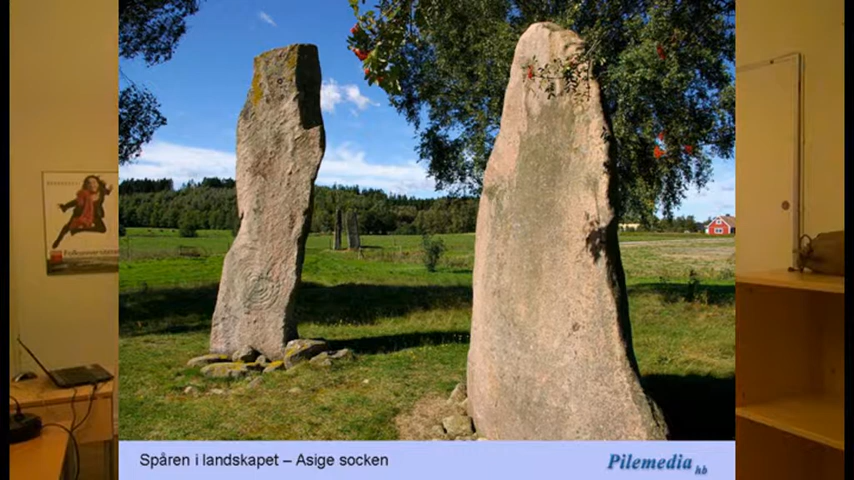 Spåren i landskapet – Asige socken
Pilemedia hb